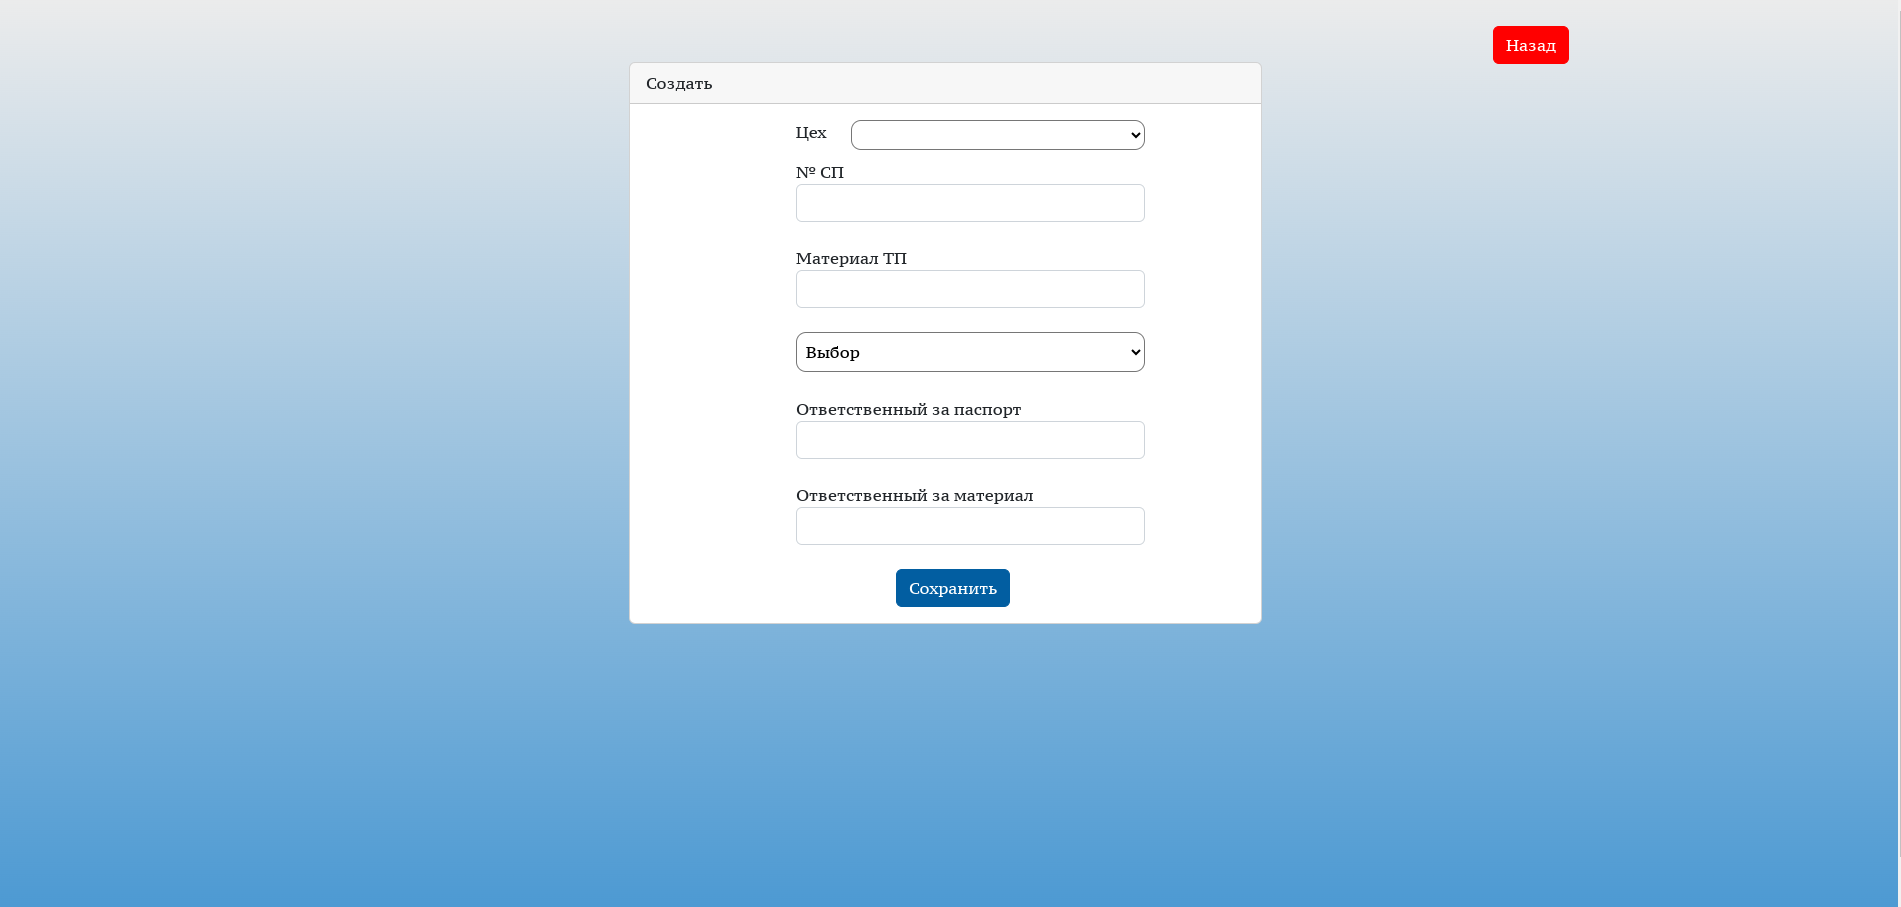 Назад
Создать
Цех
№ СП
Материал ТП
Выбор
Ответственный за паспорт
Ответственный за материал
Сохранить